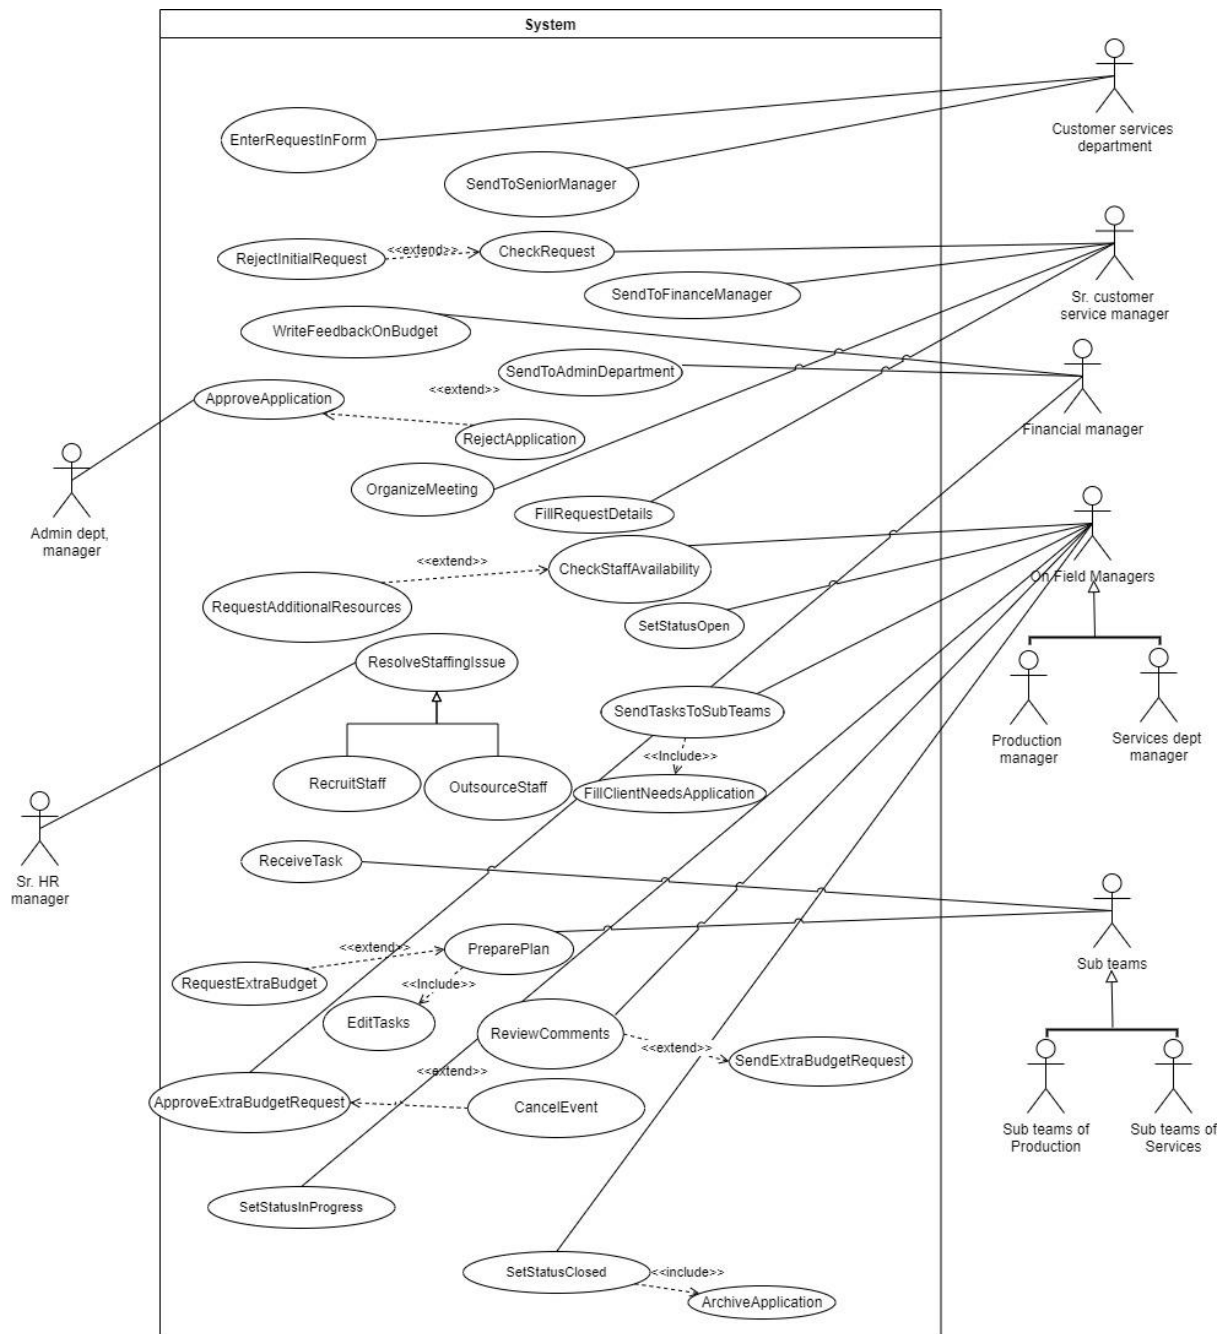 System
Customer services
department
EnterRequestInForm
SendToSeniorManager
<<extend>>
RejectInitialRequest
CheckRequest
SendToFinanceManager
Sr. customer
service manager
WriteFeedbackOnBudget
SendToAdminDepartment
<<extend>>
ApproveApplication
RejectApplication
Financial manager
OrganizeMeeting
FillRequestDetails
Admin dept,
manager
<<extend>>
CheckStaffAvailability
On Field Managers
RequestAdditionalResources
SetStatusOpen
ResolveStaffingIssue
SendTasksToSubTeams
Production
manager
Services dept
manager
<<Include>>
RecruitStaff
OutsourceStaff
FillClientNeedsApplication
ReceiveTask
Sr. HR
manager
<<extend>>
PreparePlan
Sub teams
RequestExtraBudget
<<Include>>
EditTasks
ReviewComments
<<extend>>
SendExtraBudgetRequest
<<extend>>
ApproveExtraBudgetRequest
CancelEvent
Sub teams of
Production
Sub teams of
Services
SetStatusInProgress
SetStatusClosed
<<include>>
ArchiveApplication